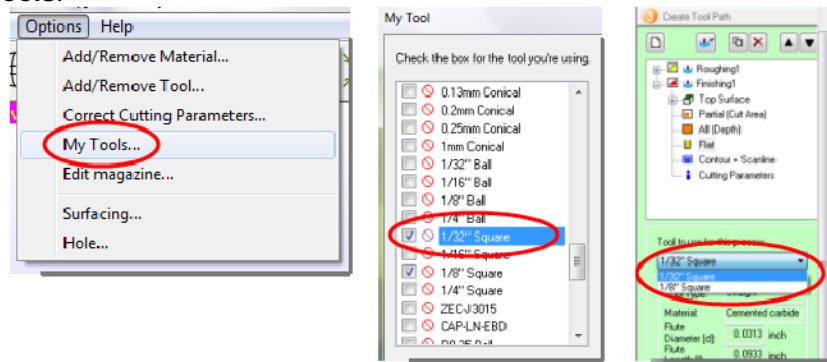 Options Help
Add/Remove Material...
Add/Remove Tool...
Correct Cutting Parameters...
My Tools...
Edit magazine...
Surfacing...
Hole...
My Tool
Check the box for the tool you're using.
0.13mm Conical
0.2mm Conical
0.25mm Conical
1mm Conical
1/32" Ball
1/16" Ball
1/8" Ball
1/4" Ball
1/32" Square
1/16" Square
1/8" Square
1/4" Square
ZECJ3015
CAP-LN-EBD
Create Tool Path
Roughing1
Finishing1
Top Surface
Partial (Cut Area)
All (Depth)
Flat
Contour + Scanline
Cutting Parameters
Tool to use for this process
1/32" Square
1/32" Square
1/8" Square
Material: Cemented carbide
Flute
Diameter (d): 0.0313 inch
Flute
0.0933 inch